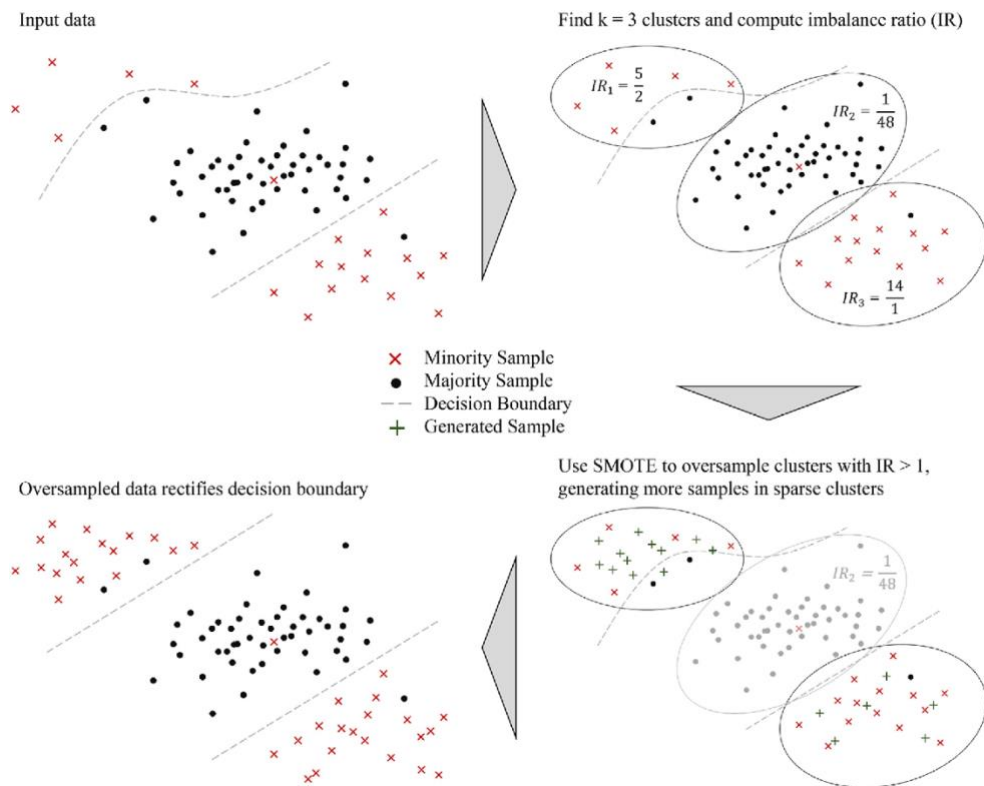 Input data
Find k = 3 clusters and compute imbalance ratio (IR)
IR₁ = 5/2
IR₂ = 1/48
IR₃ = 14/1
Minority Sample
Majority Sample
Decision Boundary
Generated Sample
Oversampled data rectifies decision boundary
Use SMOTE to oversample clusters with IR > 1,
generating more samples in sparse clusters
IR₂ = 1/48